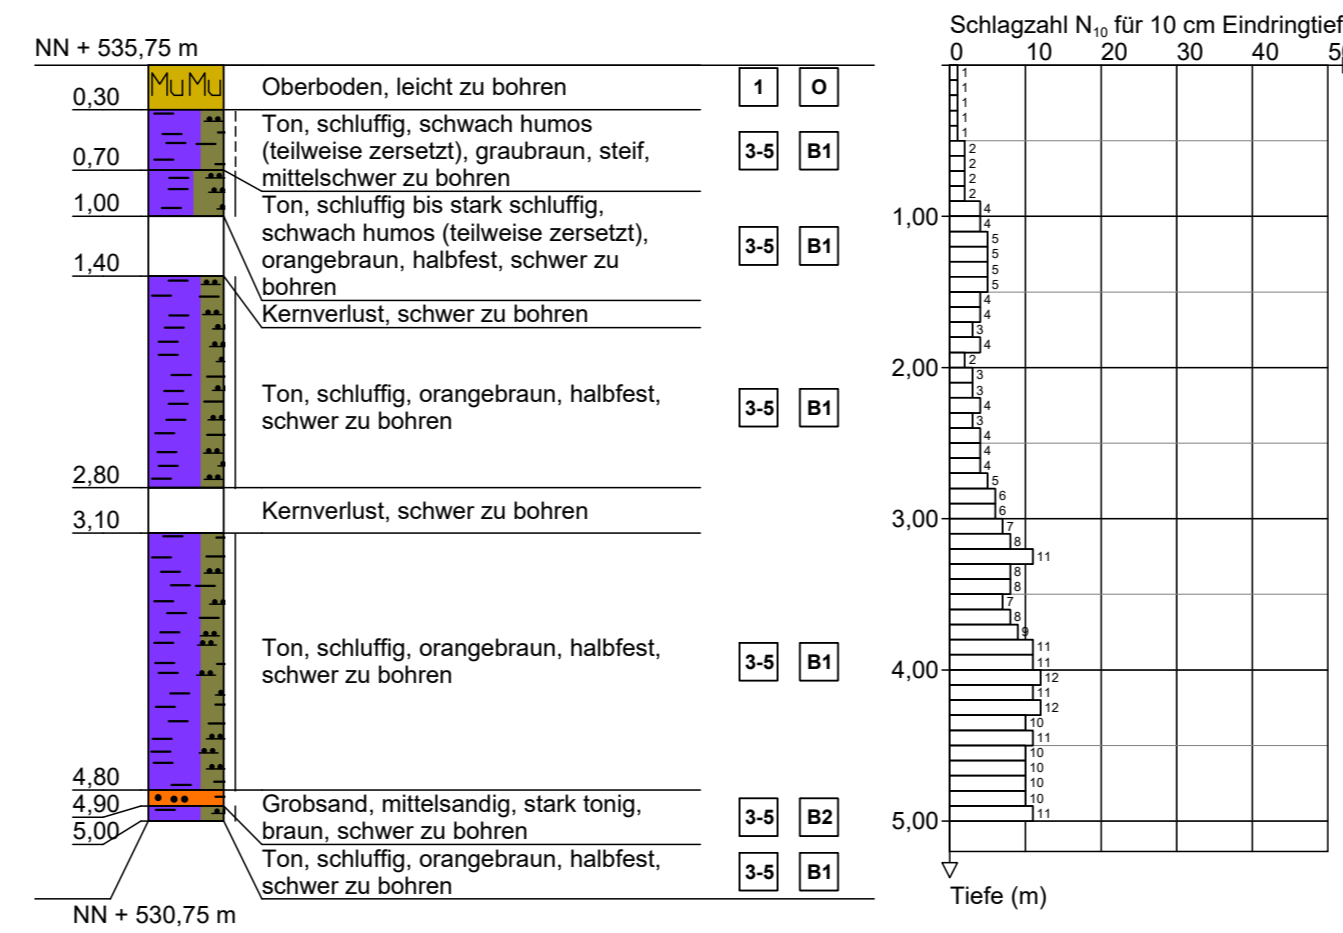 NN + 535,75 m
0,30
MuMu
Oberboden, leicht zu bohren
1
O
0,70
Ton, schluffig, schwach humos
(teilweise zersetzt), graubraun, steif,
mittelschwer zu bohren
3-5
B1
1,00
Ton, schluffig bis stark schluffig,
schwach humos (teilweise zersetzt),
orangebraun, halbfest, schwer zu
bohren
3-5
B1
1,40
Kernverlust, schwer zu bohren
Ton, schluffig, orangebraun, halbfest,
schwer zu bohren
3-5
B1
2,80
Kernverlust, schwer zu bohren
3,10
Ton, schluffig, orangebraun, halbfest,
schwer zu bohren
3-5
B1
4,80
4,90
Grobsand, mittelsandig, stark tonig,
braun, schwer zu bohren
3-5
B2
5,00
Ton, schluffig, orangebraun, halbfest,
schwer zu bohren
3-5
B1
NN + 530,75 m
Schlagzahl N₁₀ für 10 cm Eindringtief
0 10 20 30 40 5
1
1
1
1
1
2
2
2
2
4
1,00
4
5
5
5
5
4
4
3
4
2
2,00
3
3
4
3
4
4
4
5
6
6
3,00
7
8
11
8
8
7
8
9
11
11
4,00
12
11
12
10
11
10
10
10
10
11
5,00
Tiefe (m)